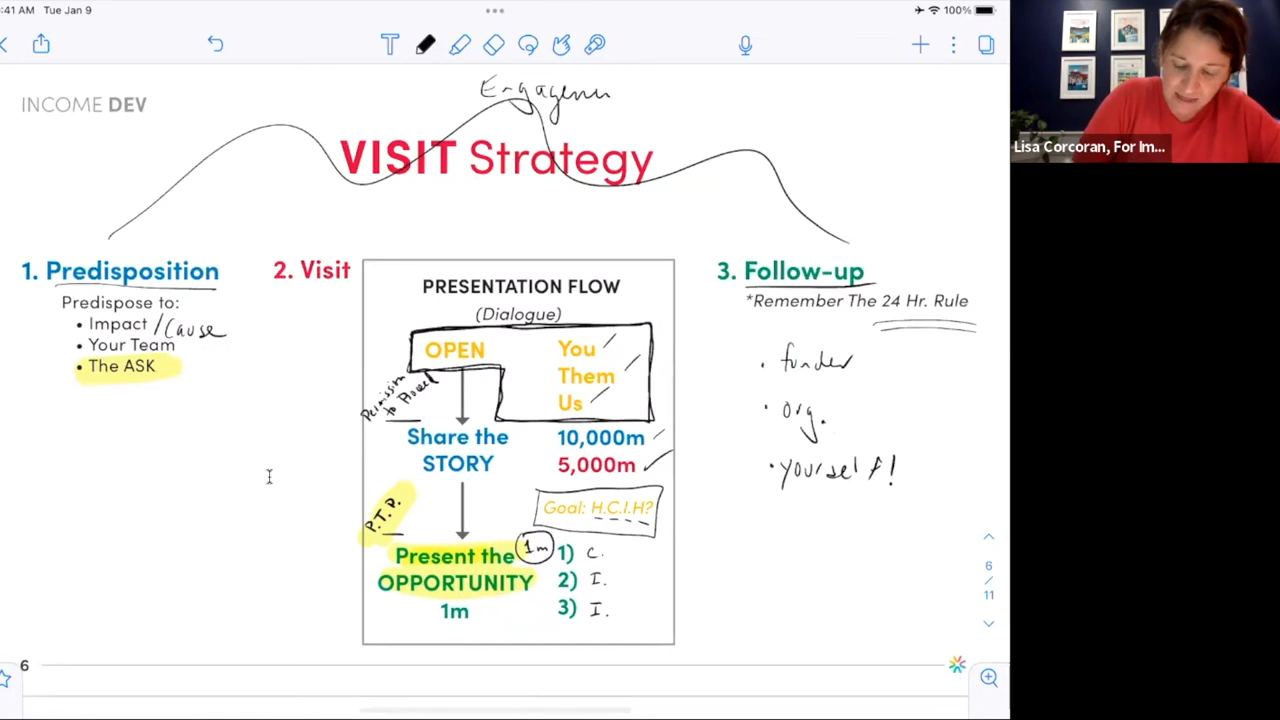 :41 AM Tue Jan 9
100%
T
Engagem
INCOME DEV
VISIT Strategy
Lisa Corcoran, For Im...
1. Predisposition
Predispose to:
• Impact /Cause
• Your Team
• The ASK
2. Visit
PRESENTATION FLOW
(Dialogue)
OPEN
You
Them
Us
Permission
to Proceed
Share the
STORY
10,000m
5,000m
P.T.P.
Goal: H.C.I.H?
Present the
OPPORTUNITY
1m
1m
1) C.
2) I.
3) I.
3. Follow-up
*Remember The 24 Hr. Rule
• funder
• org.
• yourself!
6
/
11
6